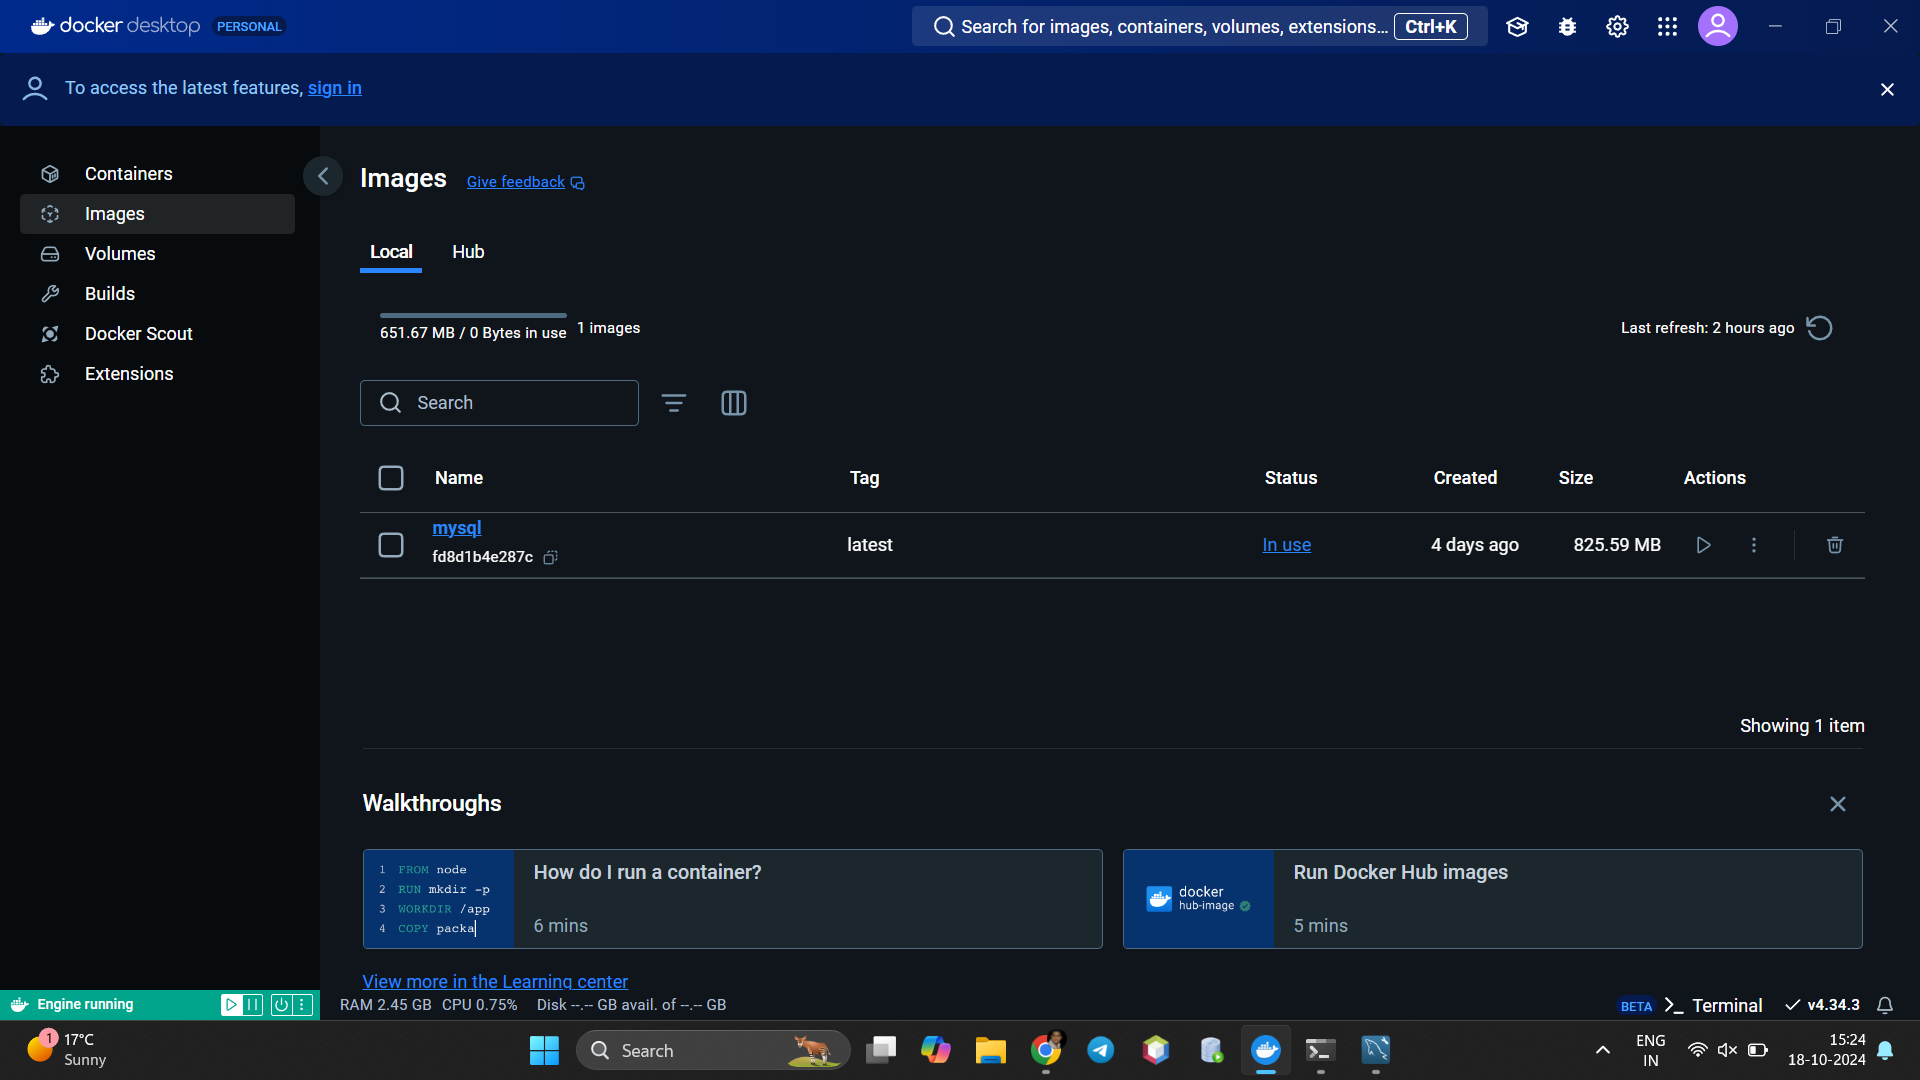 docker desktop PERSONAL
Search for images, containers, volumes, extensions... Ctrl+K
To access the latest features, sign in
Containers
Images
Volumes
Builds
Docker Scout
Extensions
Images Give feedback
Local Hub
651.67 MB / 0 Bytes in use 1 images
Last refresh: 2 hours ago
Search
Name Tag Status Created Size Actions
mysql
fd8d1b4e287c
latest In use 4 days ago 825.59 MB
Showing 1 item
Walkthroughs
1 FROM node
2 RUN mkdir -p
3 WORKDIR /app
4 COPY packa
How do I run a container?
6 mins
docker
hub-image
Run Docker Hub images
5 mins
View more in the Learning center
Engine running
RAM 2.45 GB CPU 0.75% Disk --.-- GB avail. of --.-- GB
BETA >_ Terminal v4.34.3
1
17°C
Sunny
Search
ENG
IN
15:24
18-10-2024